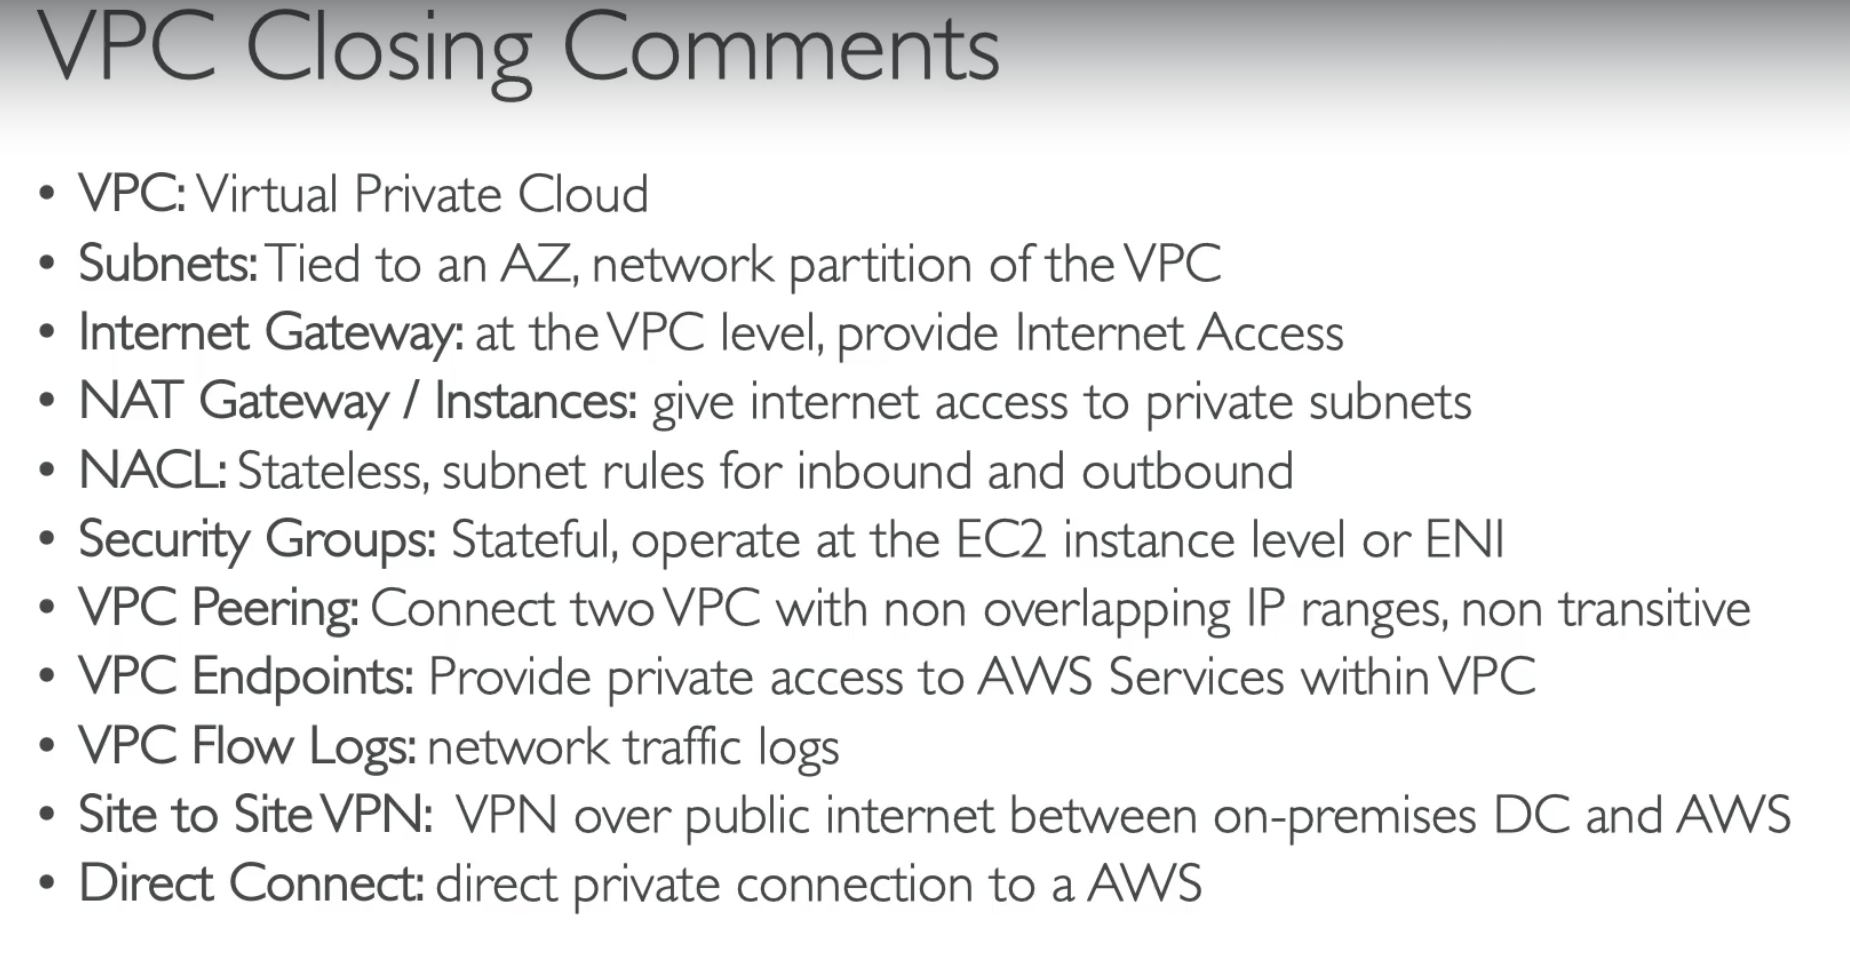 VPC Closing Comments
• VPC: Virtual Private Cloud
• Subnets: Tied to an AZ, network partition of the VPC
• Internet Gateway: at the VPC level, provide Internet Access
• NAT Gateway / Instances: give internet access to private subnets
• NACL: Stateless, subnet rules for inbound and outbound
• Security Groups: Stateful, operate at the EC2 instance level or ENI
• VPC Peering: Connect two VPC with non overlapping IP ranges, non transitive
• VPC Endpoints: Provide private access to AWS Services within VPC
• VPC Flow Logs: network traffic logs
• Site to Site VPN: VPN over public internet between on-premises DC and AWS
• Direct Connect: direct private connection to a AWS